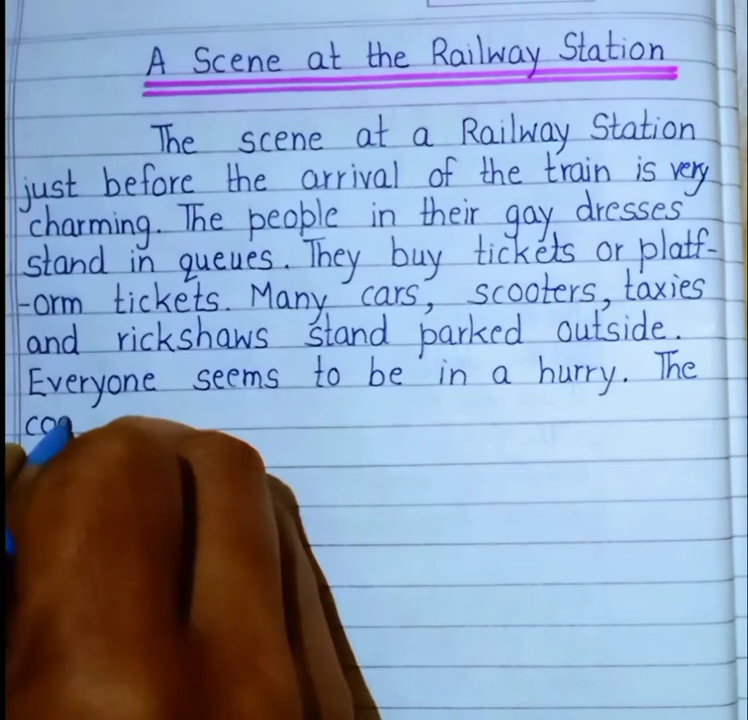 A Scene at the Railway Station
The scene at a Railway Station
just before the arrival of the train is very
charming. The people in their gay dresses
stand in queues. They buy tickets or platf-
-orm tickets. Many cars, scooters, taxies
and rickshaws stand parked outside.
Everyone seems to be in a hurry. The